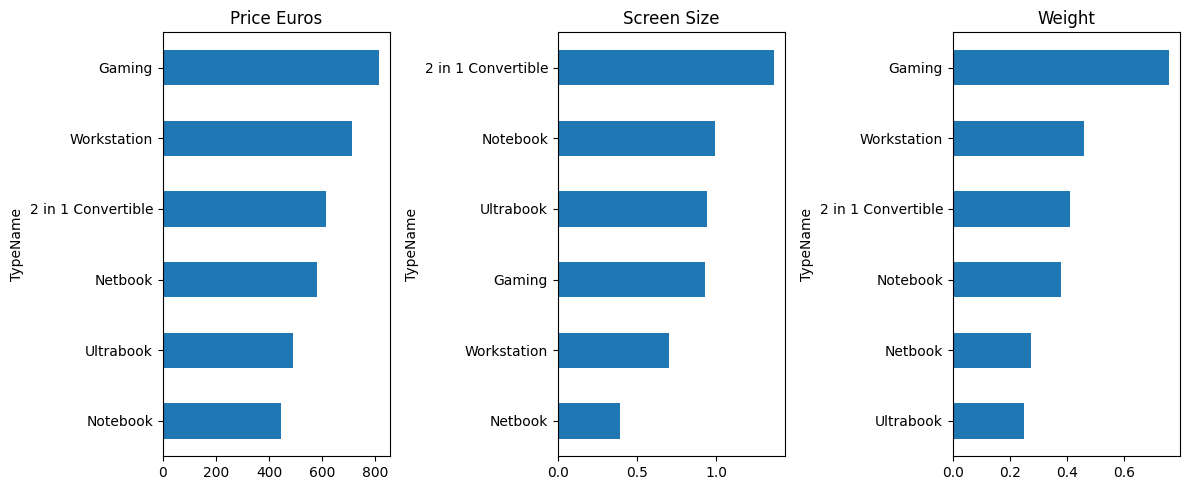 Price Euros
TypeName
Gaming
Workstation
2 in 1 Convertible
Netbook
Ultrabook
Notebook
0 200 400 600 800
Screen Size
TypeName
2 in 1 Convertible
Notebook
Ultrabook
Gaming
Workstation
Netbook
0.0 0.5 1.0
Weight
TypeName
Gaming
Workstation
2 in 1 Convertible
Notebook
Netbook
Ultrabook
0.0 0.2 0.4 0.6